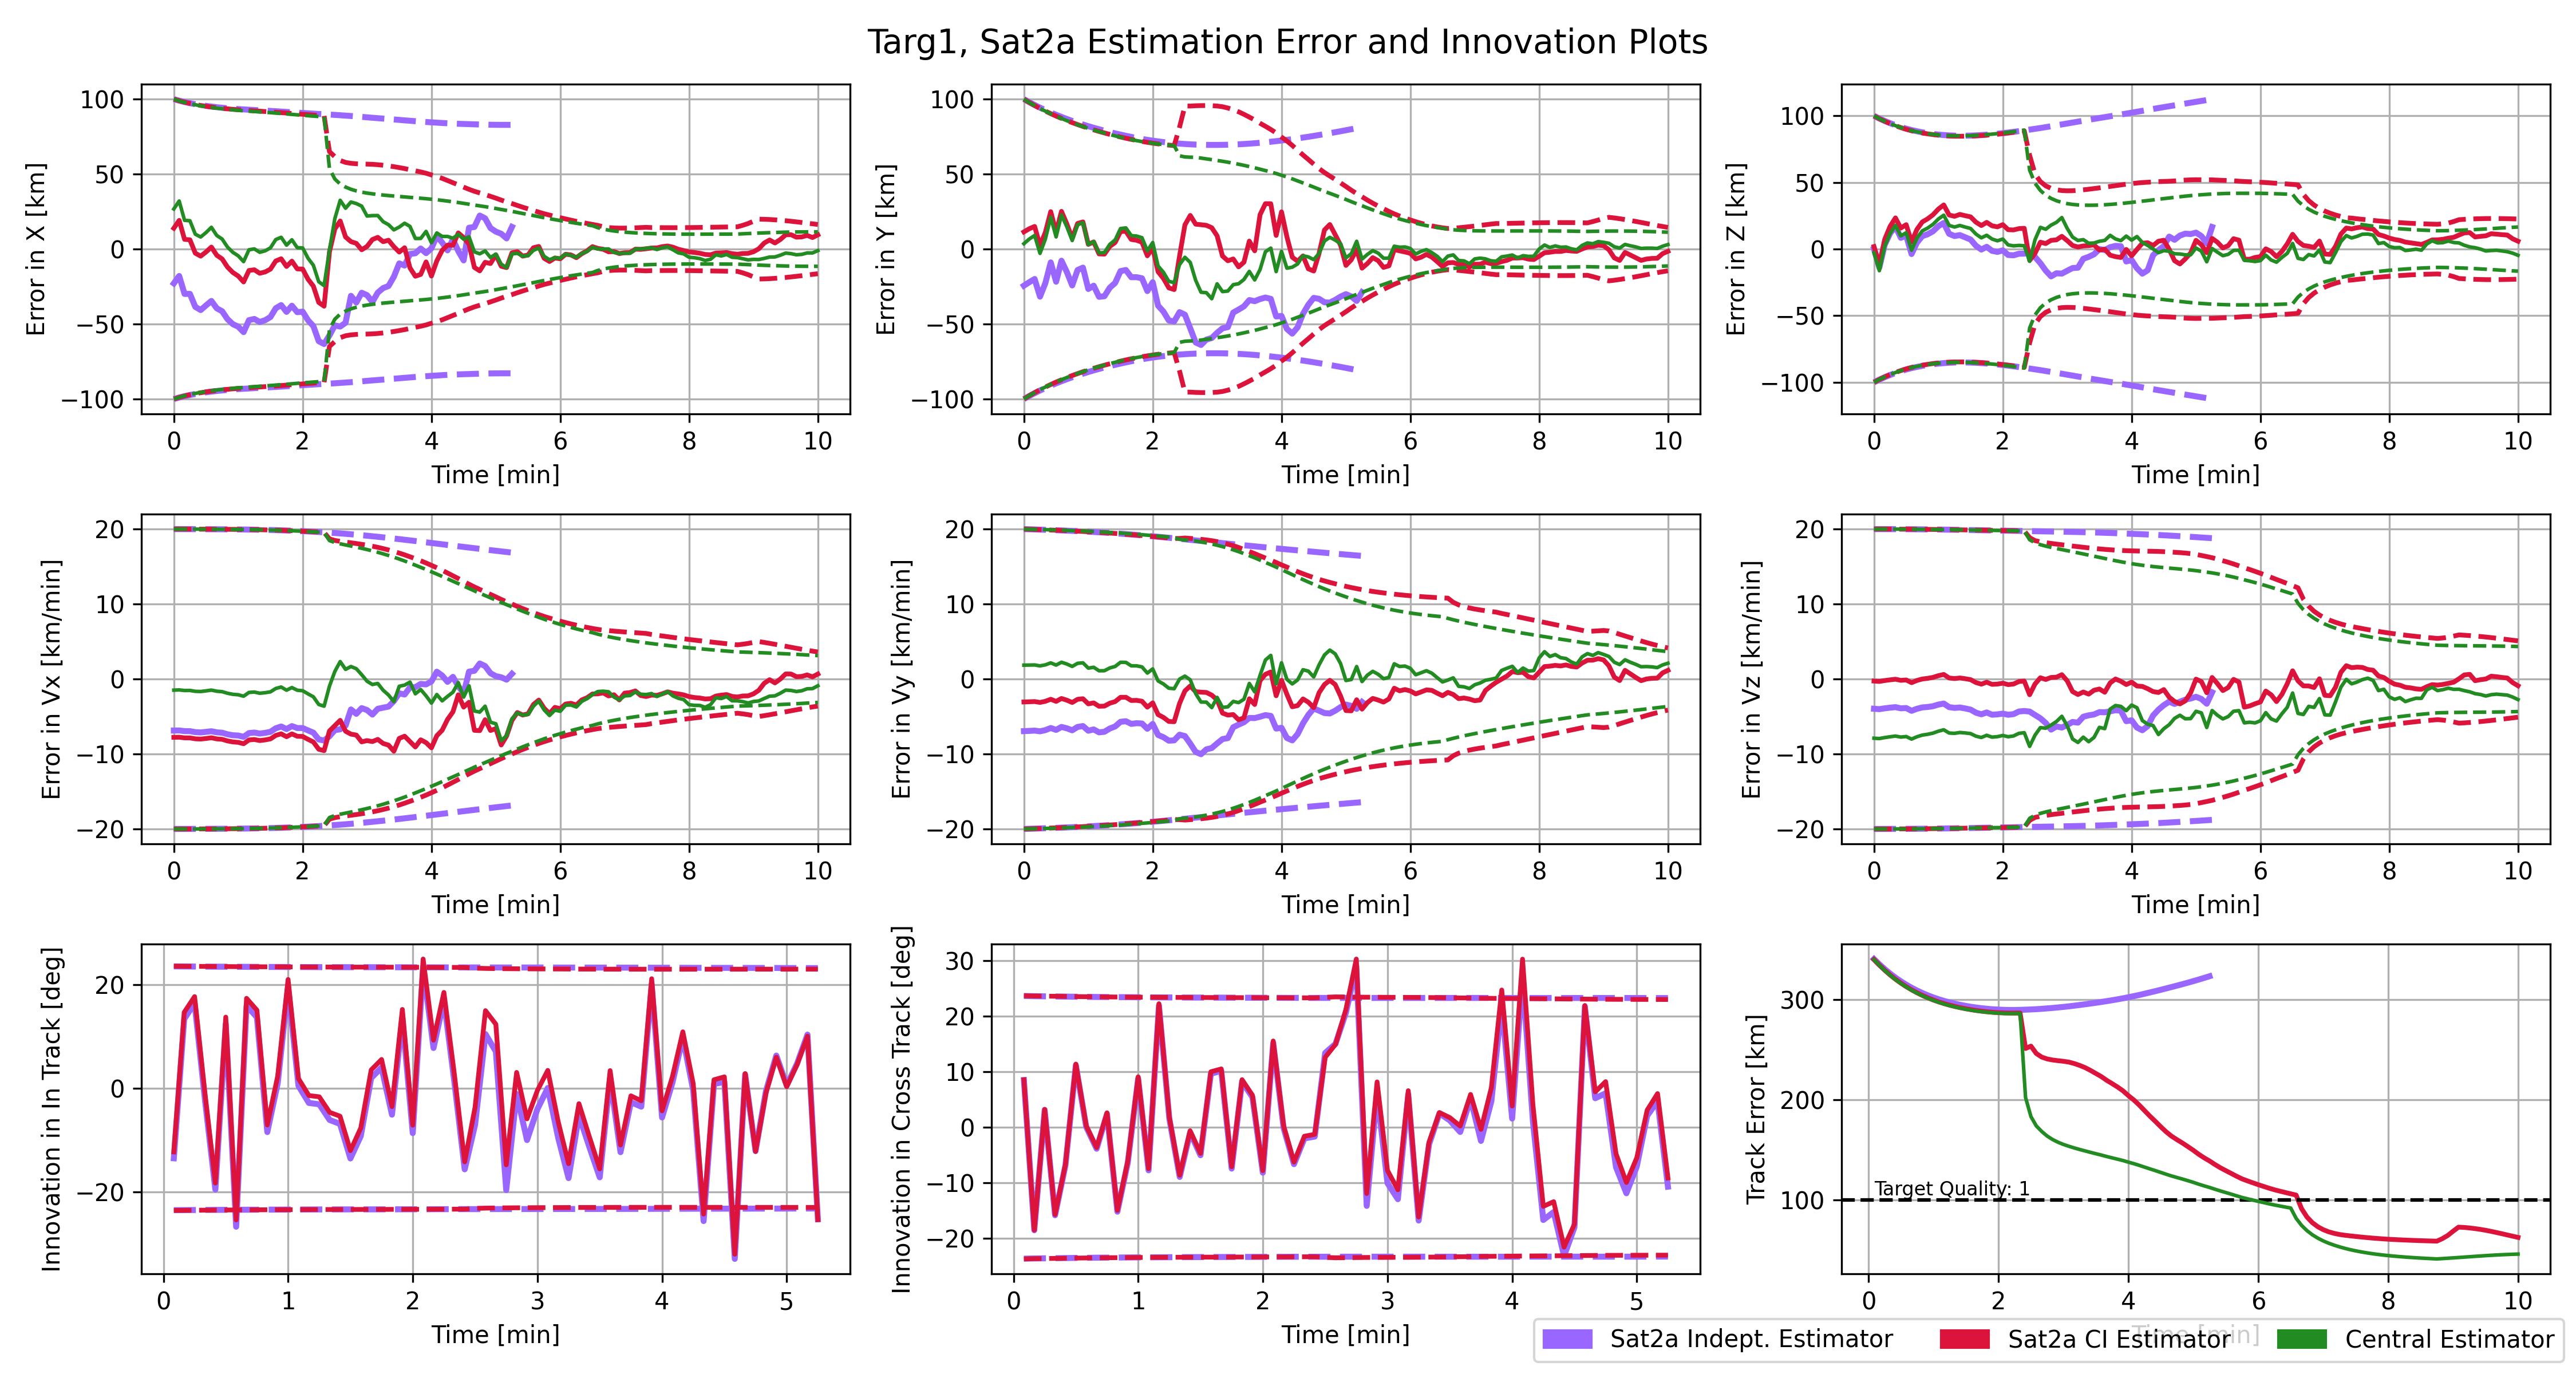 Targ1, Sat2a Estimation Error and Innovation Plots
Error in X [km]
100
50
0
−50
−100
0 2 4 6 8 10
Time [min]
Error in Y [km]
100
50
0
−50
−100
0 2 4 6 8 10
Time [min]
Error in Z [km]
100
50
0
−50
−100
0 2 4 6 8 10
Time [min]
Error in Vx [km/min]
20
10
0
−10
−20
0 2 4 6 8 10
Time [min]
Error in Vy [km/min]
20
10
0
−10
−20
0 2 4 6 8 10
Time [min]
Error in Vz [km/min]
20
10
0
−10
−20
0 2 4 6 8 10
Time [min]
Innovation in In Track [deg]
20
0
−20
0 1 2 3 4 5
Time [min]
Innovation in Cross Track [deg]
30
20
10
0
−10
−20
0 1 2 3 4 5
Time [min]
Track Error [km]
300
200
100
Target Quality: 1
0 2 4 6 8 10
Time [min]
Sat2a Indept. Estimator Sat2a CI Estimator Central Estimator